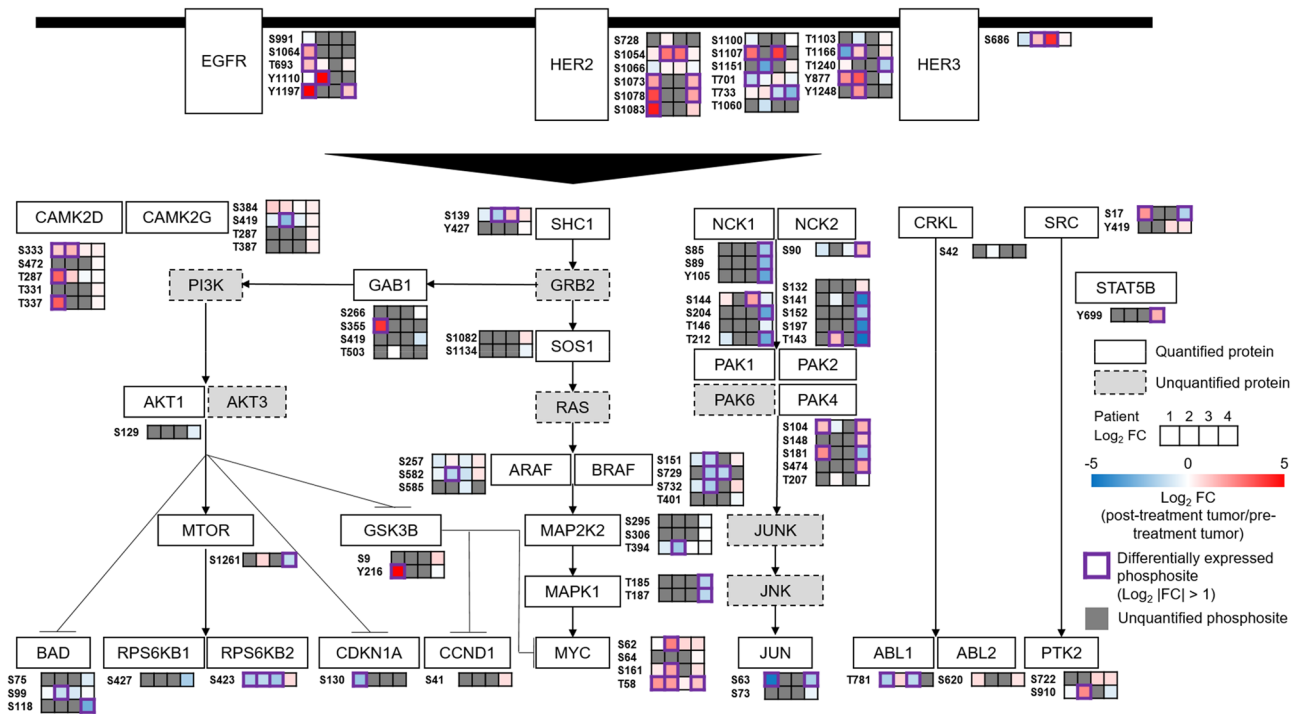 EGFR
S991
S1064
T693
Y1110
Y1197
HER2
S728
S1054
S1066
S1073
S1078
S1083
S1100
S1107
S1151
T701
T733
T1060
T1103
T1166
T1240
Y877
Y1248
HER3
S686
CAMK2D
CAMK2G
S384
S419
T287
T387
S333
S472
T287
T331
T337
S139
Y427
SHC1
NCK1
NCK2
CRKL
SRC
S17
Y419
S85
S89
Y105
S90
S42
PI3K
GAB1
GRB2
STAT5B
Y699
S266
S355
S419
T503
S1082
S1134
SOS1
S144
S204
T146
T212
S132
S141
S152
S197
T143
PAK1
PAK2
PAK6
PAK4
Quantified protein
Unquantified protein
AKT1
AKT3
S129
RAS
Patient 1 2 3 4
Log2 FC
S104
S148
S181
S474
T207
S257
S582
S585
ARAF
BRAF
S151
S729
S732
T401
-5 0 5
Log2 FC
(post-treatment tumor/pre-
treatment tumor)
MTOR
S1261
GSK3B
S9
Y216
MAP2K2
S295
S306
T394
JUNK
Differentially expressed
phosphosite
(Log2 |FC| > 1)
Unquantified phosphosite
MAPK1
T185
T187
JNK
BAD
S75
S99
S118
RPS6KB1
S427
RPS6KB2
S423
CDKN1A
S130
CCND1
S41
MYC
S62
S64
S161
T58
JUN
S63
S73
ABL1
T781
ABL2
S620
PTK2
S722
S910